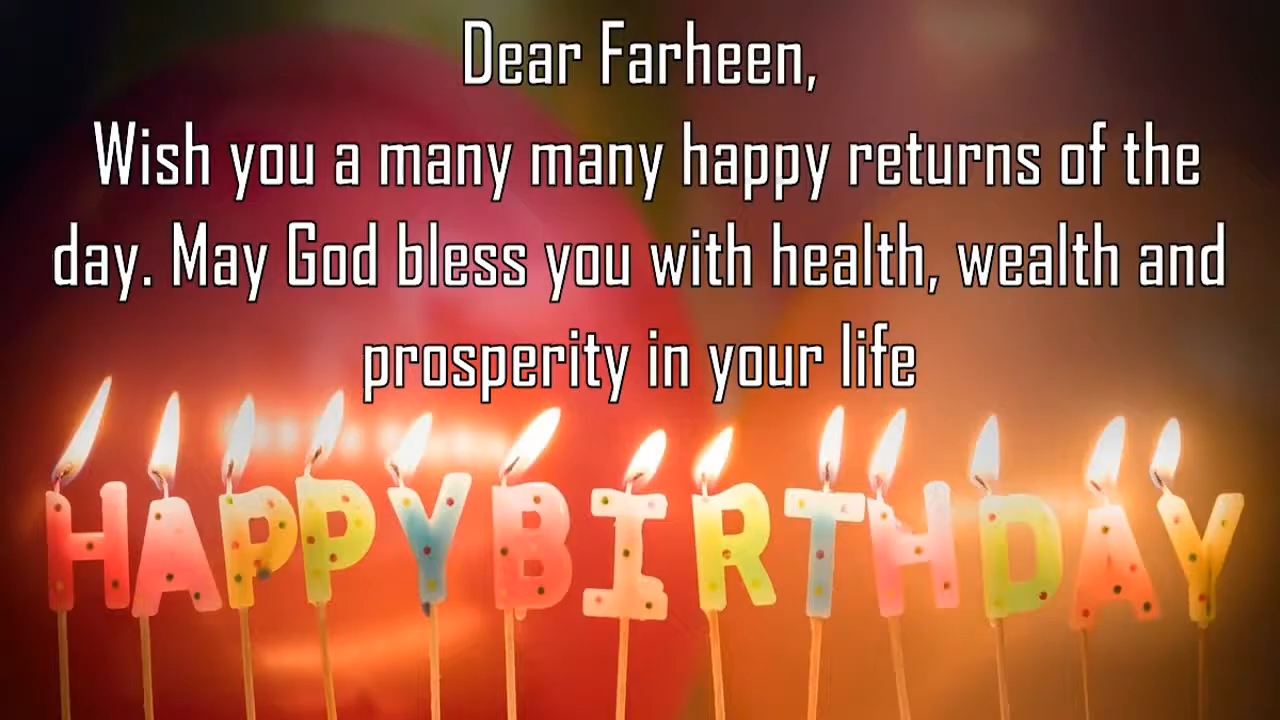 Dear Farheen,
Wish you a many many happy returns of the
day. May God bless you with health, wealth and
prosperity in your life
HAPPYBIRTHDAY